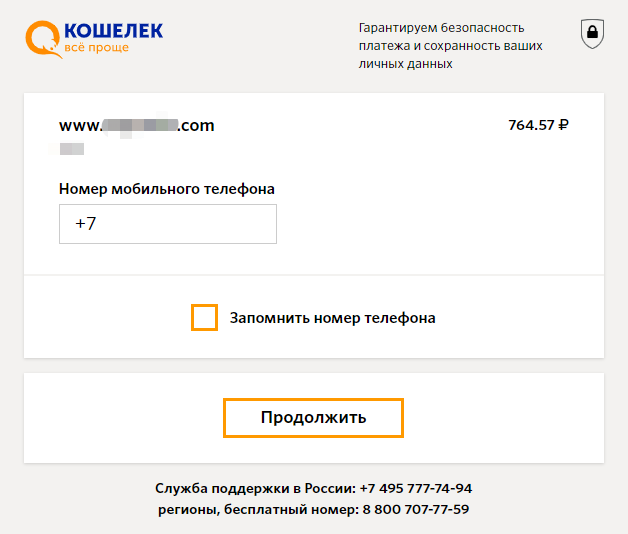 КОШЕЛЕК
всё проще
Гарантируем безопасность
платежа и сохранность ваших
личных данных
www. .com
764.57 ₽
Номер мобильного телефона
+7
Запомнить номер телефона
Продолжить
Служба поддержки в России: +7 495 777-74-94
регионы, бесплатный номер: 8 800 707-77-59